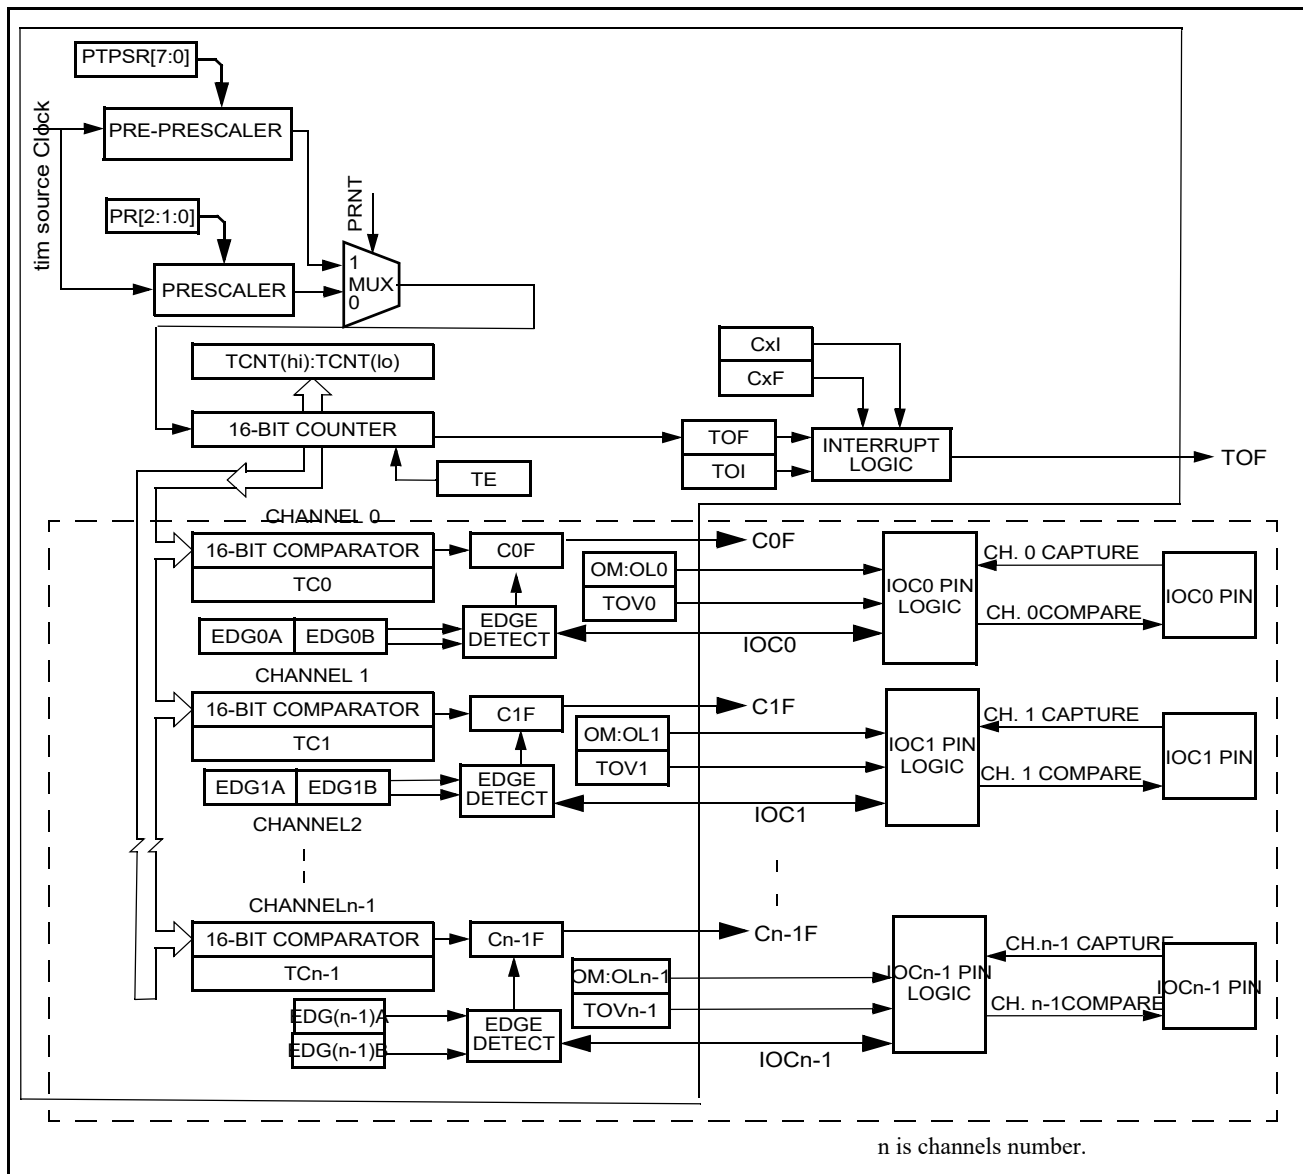 PTPSR[7:0]
tim source Clock
PRE-PRESCALER
PR[2:1:0]
PRNT
PRESCALER
1
MUX
0
TCNT(hi):TCNT(lo)
CxI
CxF
16-BIT COUNTER
TOF
TOI
INTERRUPT
LOGIC
TOF
TE
CHANNEL 0
16-BIT COMPARATOR
TC0
C0F
C0F
OM:OL0
TOV0
IOC0 PIN
LOGIC
CH. 0 CAPTURE
CH. 0COMPARE
IOC0 PIN
EDG0A
EDG0B
EDGE
DETECT
IOC0
CHANNEL 1
16-BIT COMPARATOR
TC1
C1F
C1F
OM:OL1
TOV1
IOC1 PIN
LOGIC
CH. 1 CAPTURE
CH. 1 COMPARE
IOC1 PIN
EDG1A
EDG1B
EDGE
DETECT
IOC1
CHANNEL2
CHANNELn-1
16-BIT COMPARATOR
TCn-1
Cn-1F
Cn-1F
OM:OLn-1
TOVn-1
IOCn-1 PIN
LOGIC
CH.n-1 CAPTURE
CH. n-1COMPARE
IOCn-1 PIN
EDG(n-1)A
EDG(n-1)B
EDGE
DETECT
IOCn-1
n is channels number.